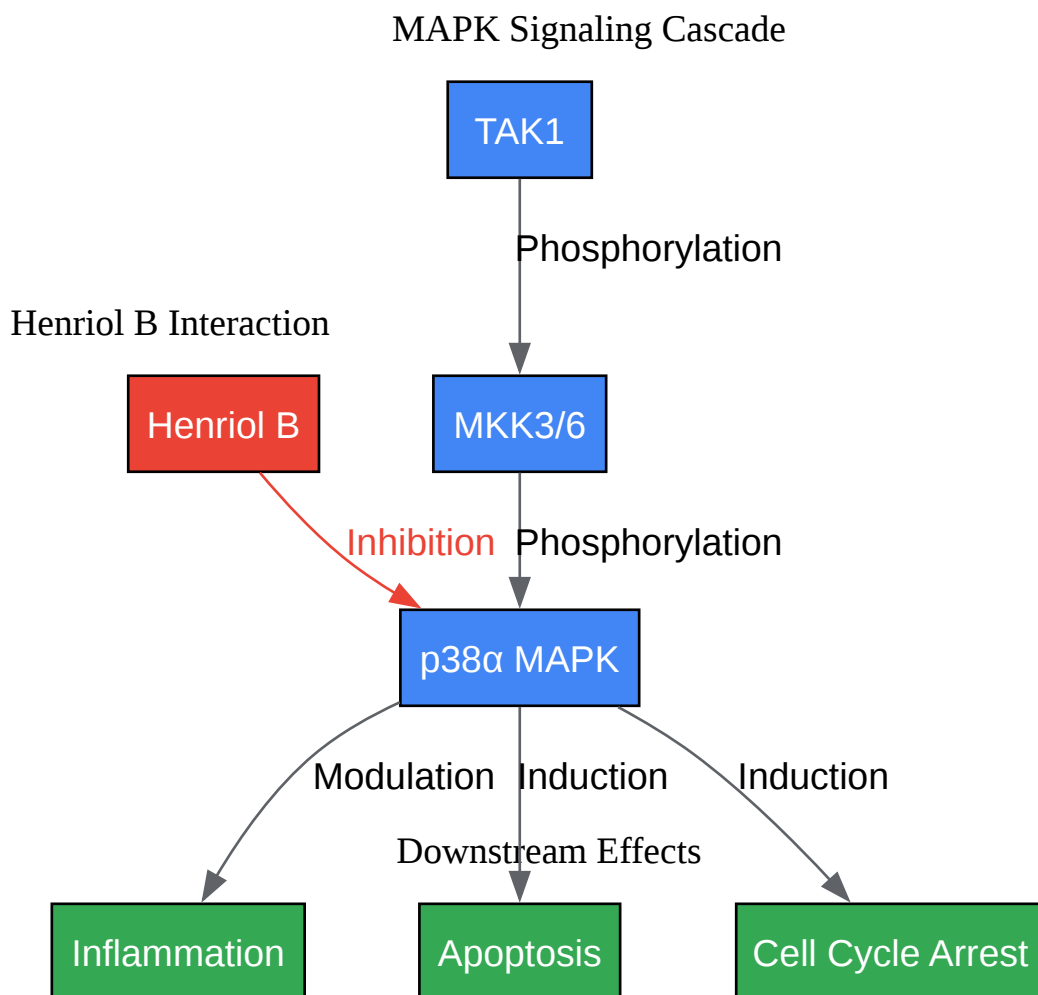 MAPK Signaling Cascade
TAK1
Phosphorylation
Henriol B Interaction
Henriol B
MKK3/6
Inhibition
Phosphorylation
p38α MAPK
Modulation
Induction
Induction
Downstream Effects
Inflammation
Apoptosis
Cell Cycle Arrest